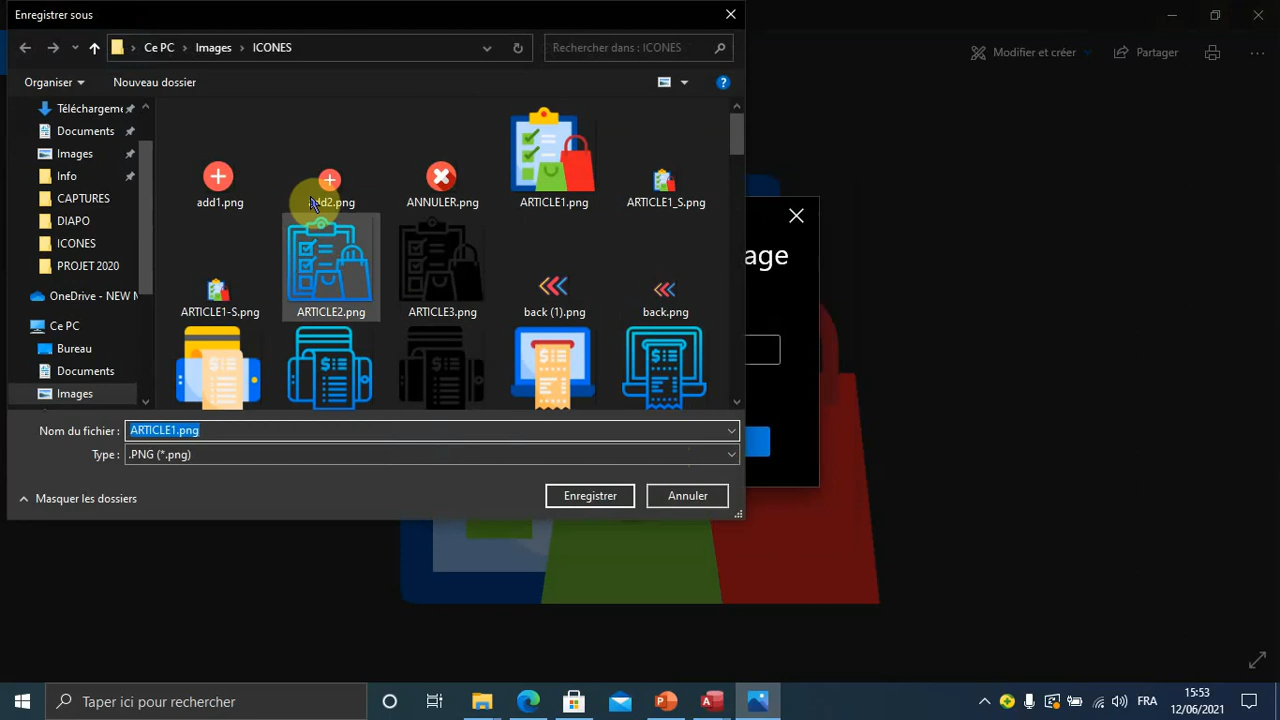 Enregistrer sous
Ce PC > Images > ICONES
Rechercher dans : ICONES
Modifier et créer
Partager
Organiser
Nouveau dossier
Téléchargeme
Documents
Images
Info
CAPTURES
DIAPO
ICONES
PROJET 2020
OneDrive - NEW
Ce PC
Bureau
Documents
Images
add1.png
dd2.png
ANNULER.png
ARTICLE1.png
ARTICLE1_S.png
ARTICLE1-S.png
ARTICLE2.png
ARTICLE3.png
back (1).png
back.png
age
Nom du fichier :
ARTICLE1.png
Type :
.PNG (*.png)
Masquer les dossiers
Enregistrer
Annuler
Taper ici pour rechercher
FRA
15:53
12/06/2021